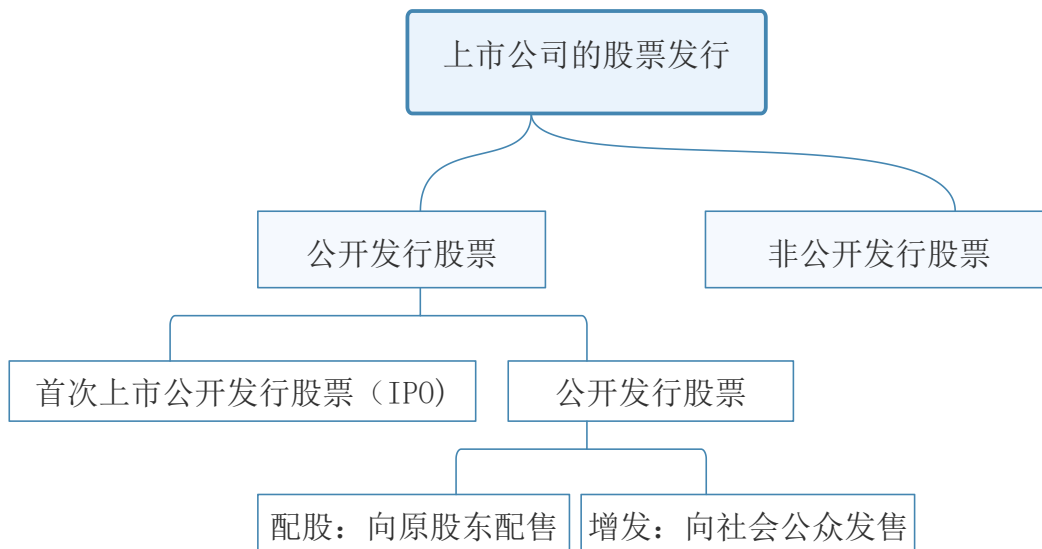 上市公司的股票发行
公开发行股票
非公开发行股票
首次上市公开发行股票（IPO)
公开发行股票
配股：向原股东配售
增发：向社会公众发售